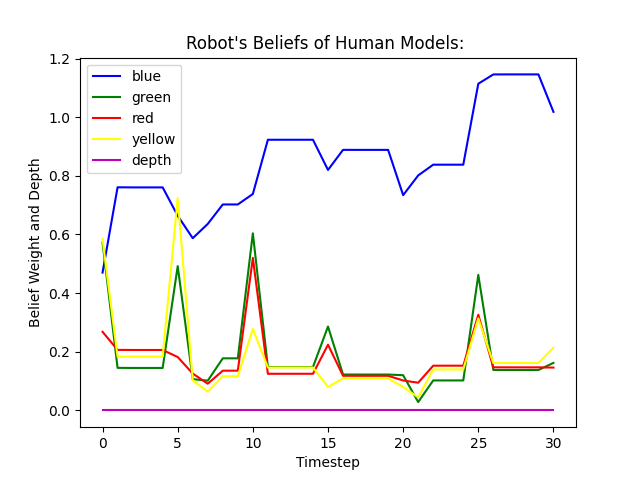 Robot's Beliefs of Human Models:
blue
green
red
yellow
depth
Belief Weight and Depth
1.2
1.0
0.8
0.6
0.4
0.2
0.0
0 5 10 15 20 25 30
Timestep